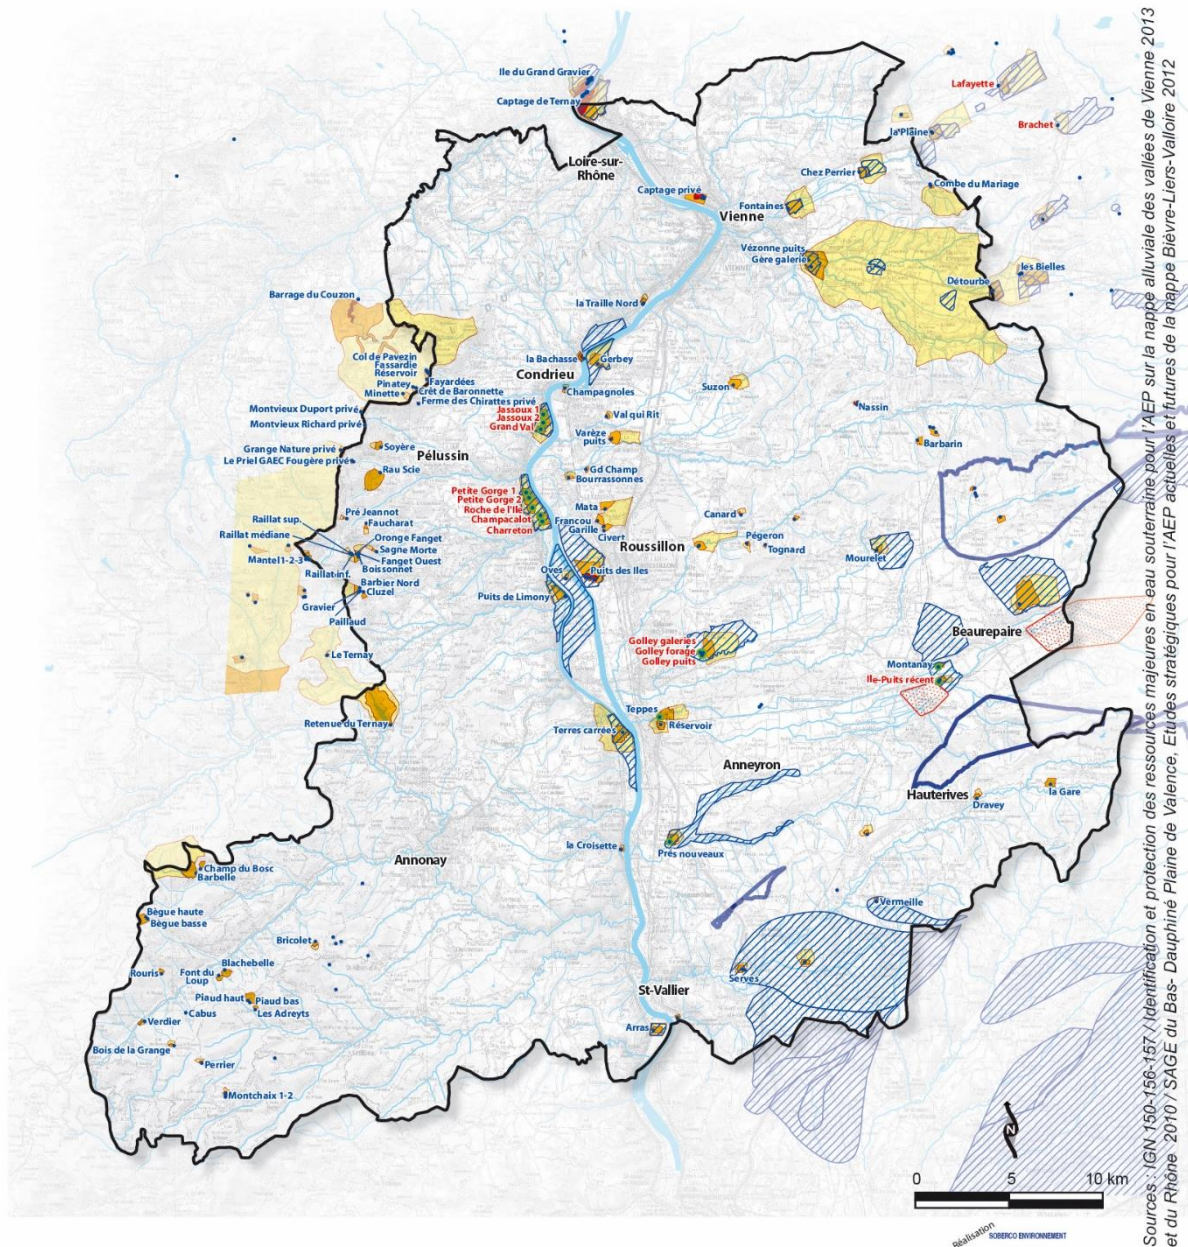 Ile du Grand Gravier
Captage de Ternay
Lafayette
Brachet
la Plaine
Loire-sur-
Rhône
Chez Perrier
Combe du Mariage
Captage privé
Fontaines
Vienne
Vézonne puits
Gère galerie
les Bielles
Détourbe
Barrage du Couzon
la Traille Nord
Col de Pavezin
Fassardie
Réservoir
Pinatey
Minette
Fayardées
Crêt de Baronnette
Ferme des Chirattes privé
la Bachasse
Gerbey
Condrieu
Champagnoles
Suzon
Nassin
Montvieux Duport privé
Montvieux Richard privé
Jassoux 1
Jassoux 2
Grand Val
Val qui Rit
Varèze
puits
Barbarin
Grange Nature privé
Le Priel GAEC Fougère privé
Soyère
Pélussin
Rau Scie
Gd Champ
Bourrassonnes
Petite Gorge 1
Petite Gorge 2
Roche de l'Ile
Champacalot
Charreton
Mata
Francou
Garille
Civert
Canard
Pégeron
Tognard
Raillat sup.
Raillat médiane
Pré Jeannot
Faucharat
Oronge Fanget
Sagne Morte
Fanget Ouest
Mantel 1-2-3
Raillat inf.
Boissonnet
Roussillon
Mourelet
Barbier Nord
Cluzel
Gravier
Paillaud
Oves
Puits des Iles
Puits de Limony
Beaurepaire
Le Ternay
Golley galeries
Golley forage
Golley puits
Montanay
Ile-Puits récent
Retenue du Ternay
Teppes
Réservoir
Terres carrées
Anneyron
Hauterives
Dravey
la Gare
la Croisette
Prés nouveaux
Annonay
Champ du Bosc
Barbelle
Bègue haute
Bègue basse
Vermeille
Bricolet
Rouris
Blachebelle
Font du
Loup
Serves
Piaud haut
Piaud bas
Les Adreyts
Cabus
Verdier
St-Vallier
Arras
Bois de la Grange
Perrier
Montchaix 1-2
N
0 5 10 km
Réalisation
SOBERCO ENVIRONNEMENT
Sources : IGN 150-156-157 / Identification et protection des ressources majeures en eau souterraine pour l'AEP sur la nappe alluviale des vallées de Vienne 2013
et du Rhône 2010 / SAGE du Bas- Dauphiné Plaine de Valence, Etudes stratégiques pour l'AEP actuelles et futures de la nappe Bièvre-Liers-Valloire 2012